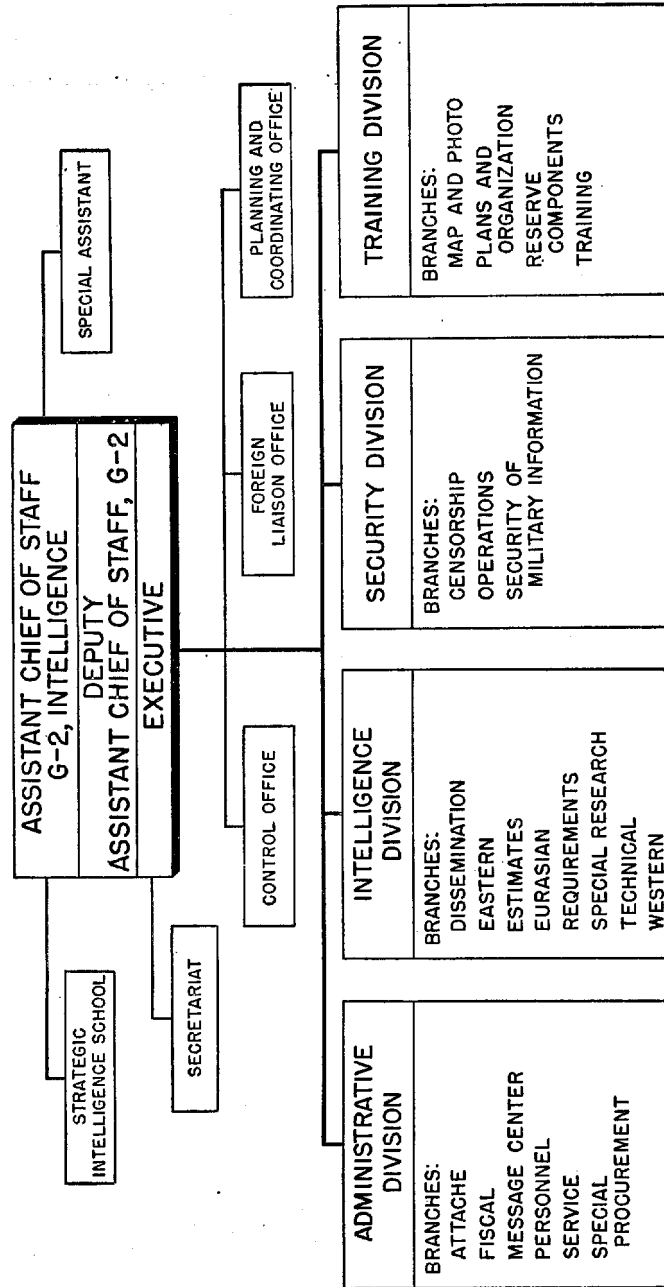 ASSISTANT CHIEF OF STAFF
G-2, INTELLIGENCE
DEPUTY
ASSISTANT CHIEF OF STAFF, G-2
EXECUTIVE
STRATEGIC
INTELLIGENCE SCHOOL
SPECIAL ASSISTANT
SECRETARIAT
CONTROL OFFICE
FOREIGN
LIAISON OFFICE
PLANNING AND
COORDINATING OFFICE
ADMINISTRATIVE
DIVISION
BRANCHES:
ATTACHE
FISCAL
MESSAGE CENTER
PERSONNEL
SERVICE
SPECIAL
PROCUREMENT
INTELLIGENCE
DIVISION
BRANCHES:
DISSEMINATION
EASTERN
ESTIMATES
EURASIAN
REQUIREMENTS
SPECIAL RESEARCH
TECHNICAL
WESTERN
SECURITY DIVISION
BRANCHES:
CENSORSHIP
OPERATIONS
SECURITY OF
MILITARY INFORMATION
TRAINING DIVISION
BRANCHES:
MAP AND PHOTO
PLANS AND
ORGANIZATION
RESERVE
COMPONENTS
TRAINING